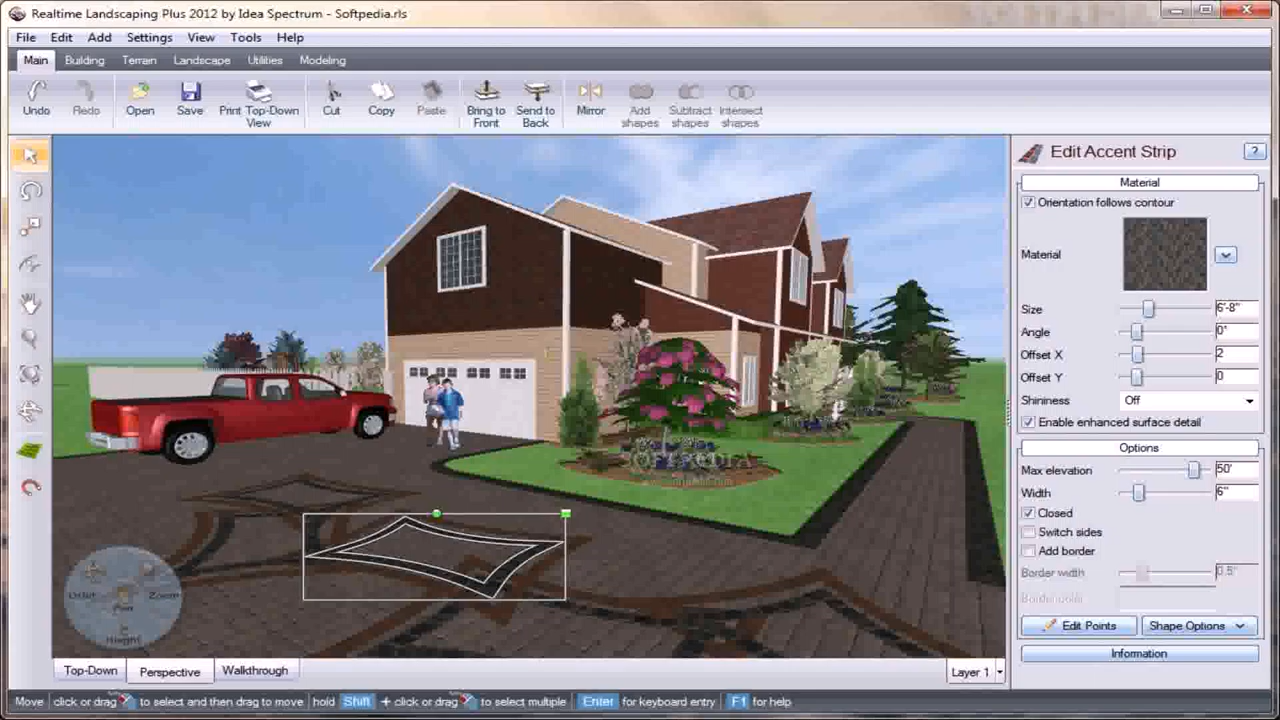 Realtime Landscaping Plus 2012 by Idea Spectrum - Softpedia.rls
File Edit Add Settings View Tools Help
Main Building Terrain Landscape Utilities Modeling
Undo Redo Open Save Print Top-Down View Cut Copy Paste Bring to Front Send to Back Mirror Add shapes Subtract shapes Intersect shapes
Edit Accent Strip ?
Material
Orientation follows contour
Material
Size 6'-8"
Angle 0°
Offset X 2
Offset Y 0
Shininess Off
Enable enhanced surface detail
Options
Max elevation 50'
Width 6"
Closed
Switch sides
Add border
Border width 0.5'
Border color
Edit Points Shape Options
Information
SOFTPEDIA
Orbit Pan Zoom
Height
Top-Down Perspective Walkthrough
Layer 1
Move click or drag to select and then drag to move hold Shift + click or drag to select multiple Enter for keyboard entry F1 for help